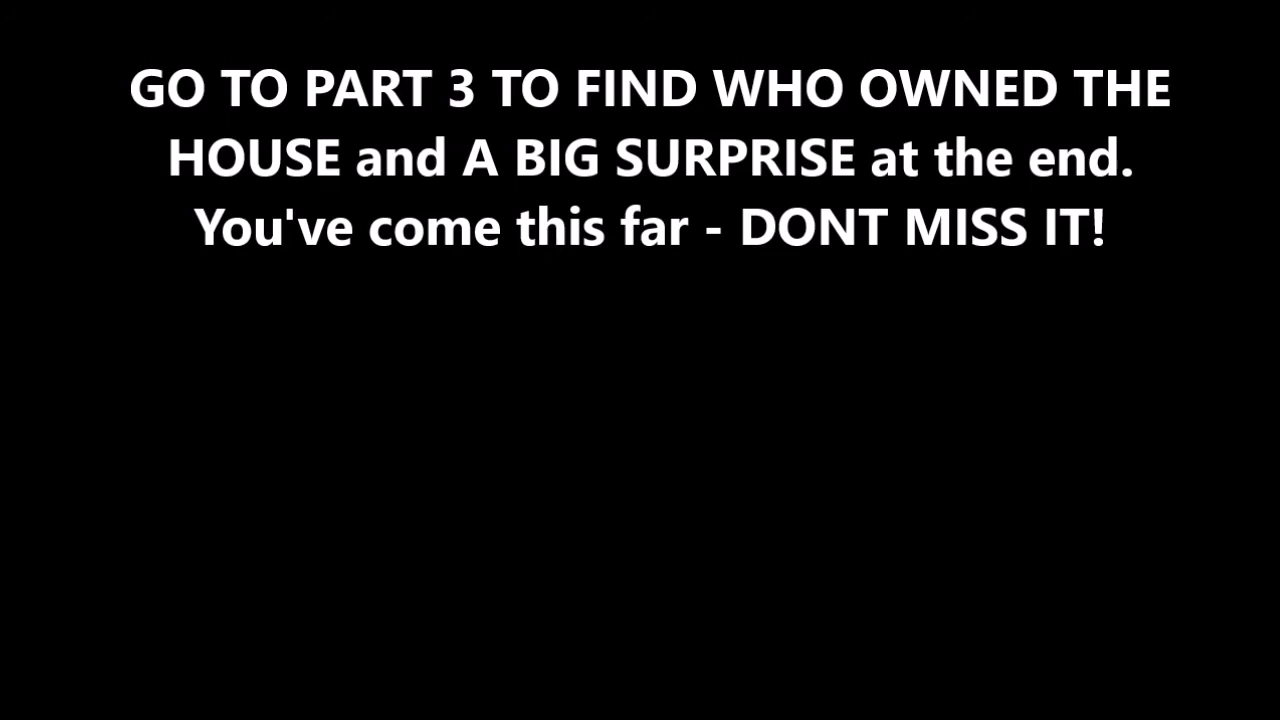 GO TO PART 3 TO FIND WHO OWNED THE
HOUSE and A BIG SURPRISE at the end.
You've come this far - DONT MISS IT!